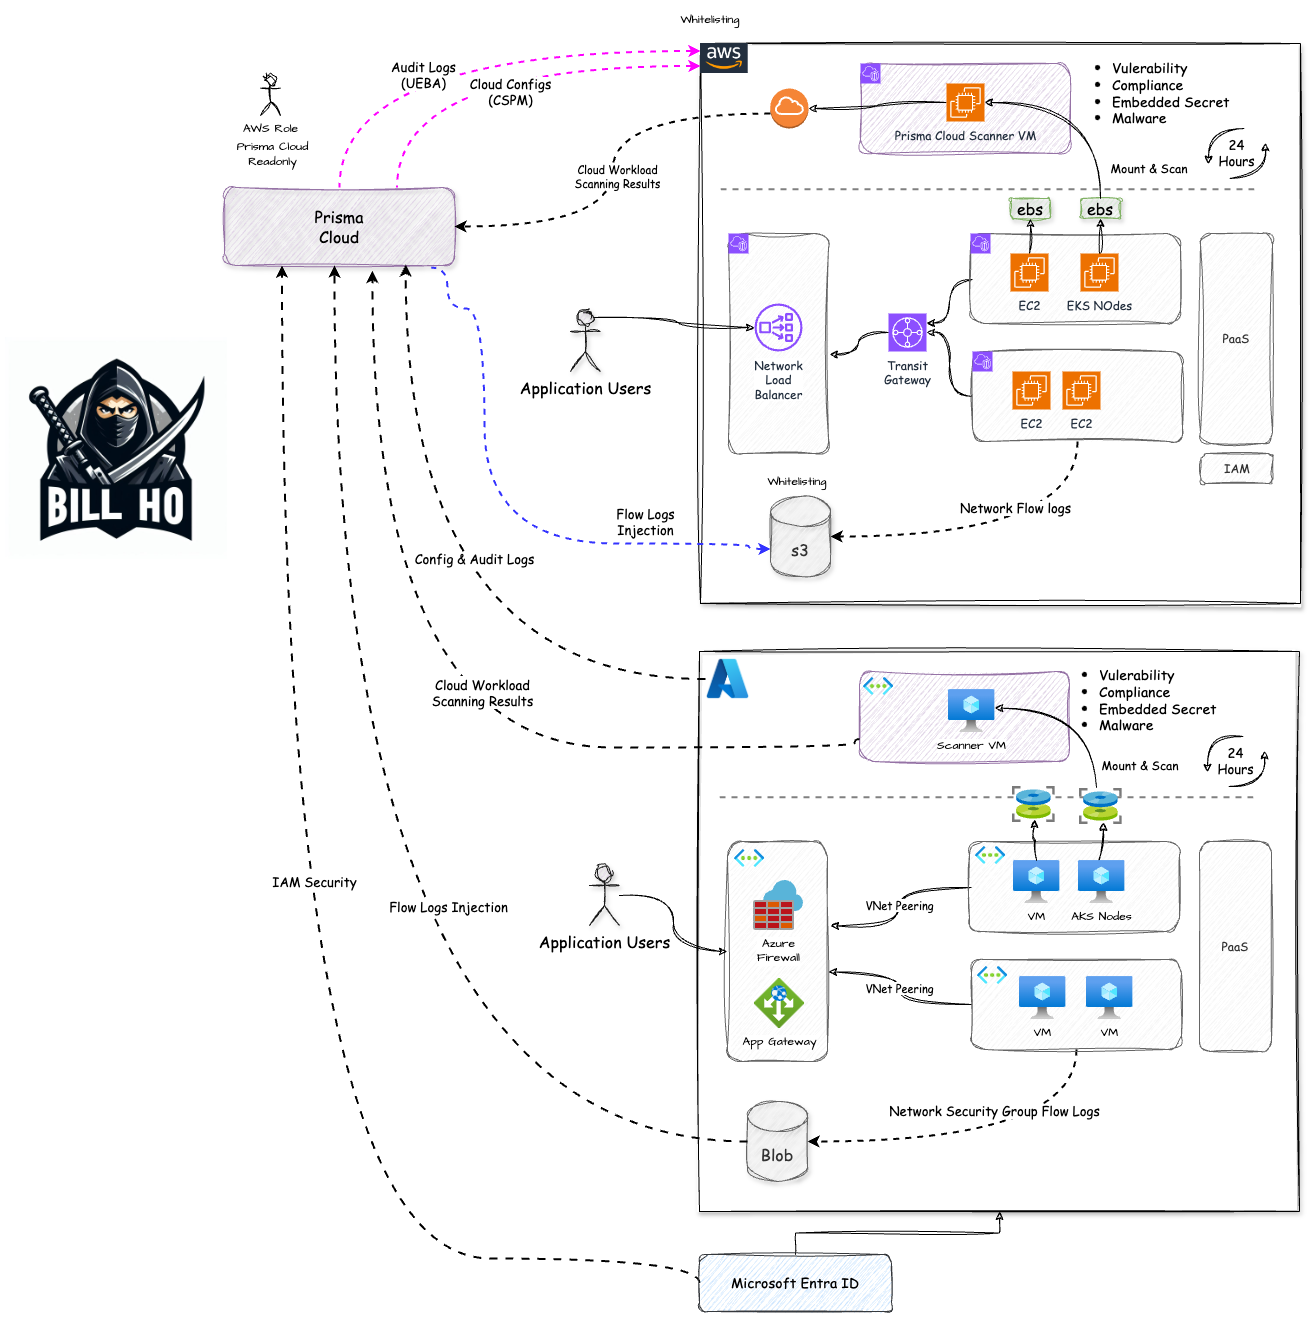 Whitelisting
aws
Audit Logs
(UEBA)
Cloud Configs
(CSPM)
AWS Role
Prisma Cloud
Readonly
Prisma
Cloud
Cloud Workload
Scanning Results
Prisma Cloud Scanner VM
Vulerability
Compliance
Embedded Secret
Malware
24
Hours
Mount & Scan
ebs
ebs
EC2
EKS NOdes
PaaS
Application Users
Network
Load
Balancer
Transit
Gateway
EC2
EC2
IAM
Whitelisting
Network Flow logs
Flow Logs
Injection
s3
BILL HO
Config & Audit Logs
Cloud Workload
Scanning Results
Scanner VM
Vulerability
Compliance
Embedded Secret
Malware
24
Hours
Mount & Scan
IAM Security
Flow Logs Injection
Application Users
Azure
Firewall
App Gateway
VNet Peering
VNet Peering
VM
AKS Nodes
PaaS
VM
VM
Network Security Group Flow Logs
Blob
Microsoft Entra ID